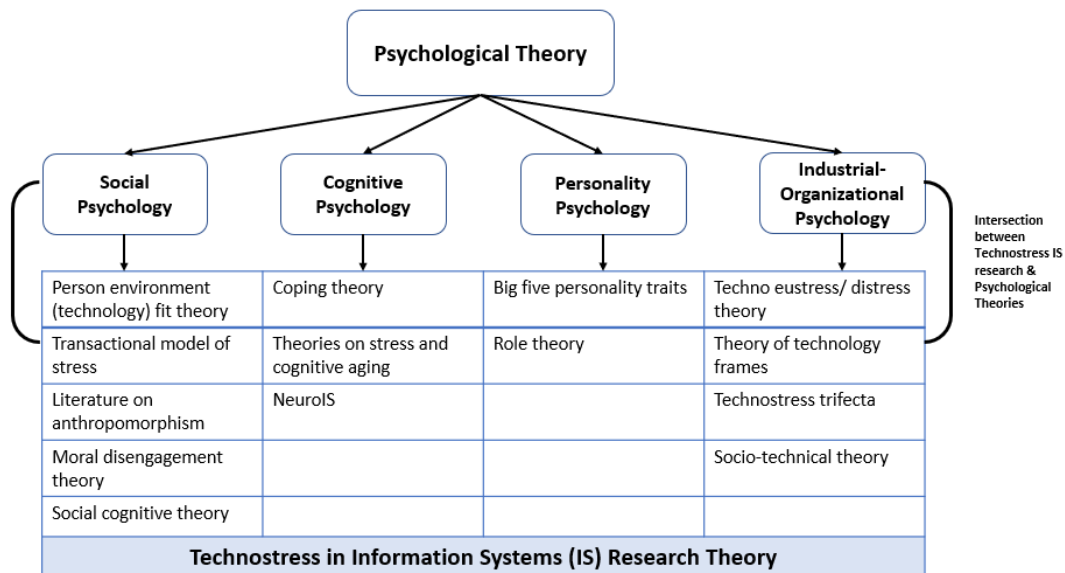 Psychological Theory
Social
Psychology
Cognitive
Psychology
Personality
Psychology
Industrial-
Organizational
Psychology
Intersection
between
Technostress IS
research &
Psychological
Theories
Person environment
(technology) fit theory
Coping theory
Big five personality traits
Techno eustress/ distress
theory
Transactional model of
stress
Theories on stress and
cognitive aging
Role theory
Theory of technology
frames
Literature on
anthropomorphism
NeuroIS
Technostress trifecta
Moral disengagement
theory
Socio-technical theory
Social cognitive theory
Technostress in Information Systems (IS) Research Theory